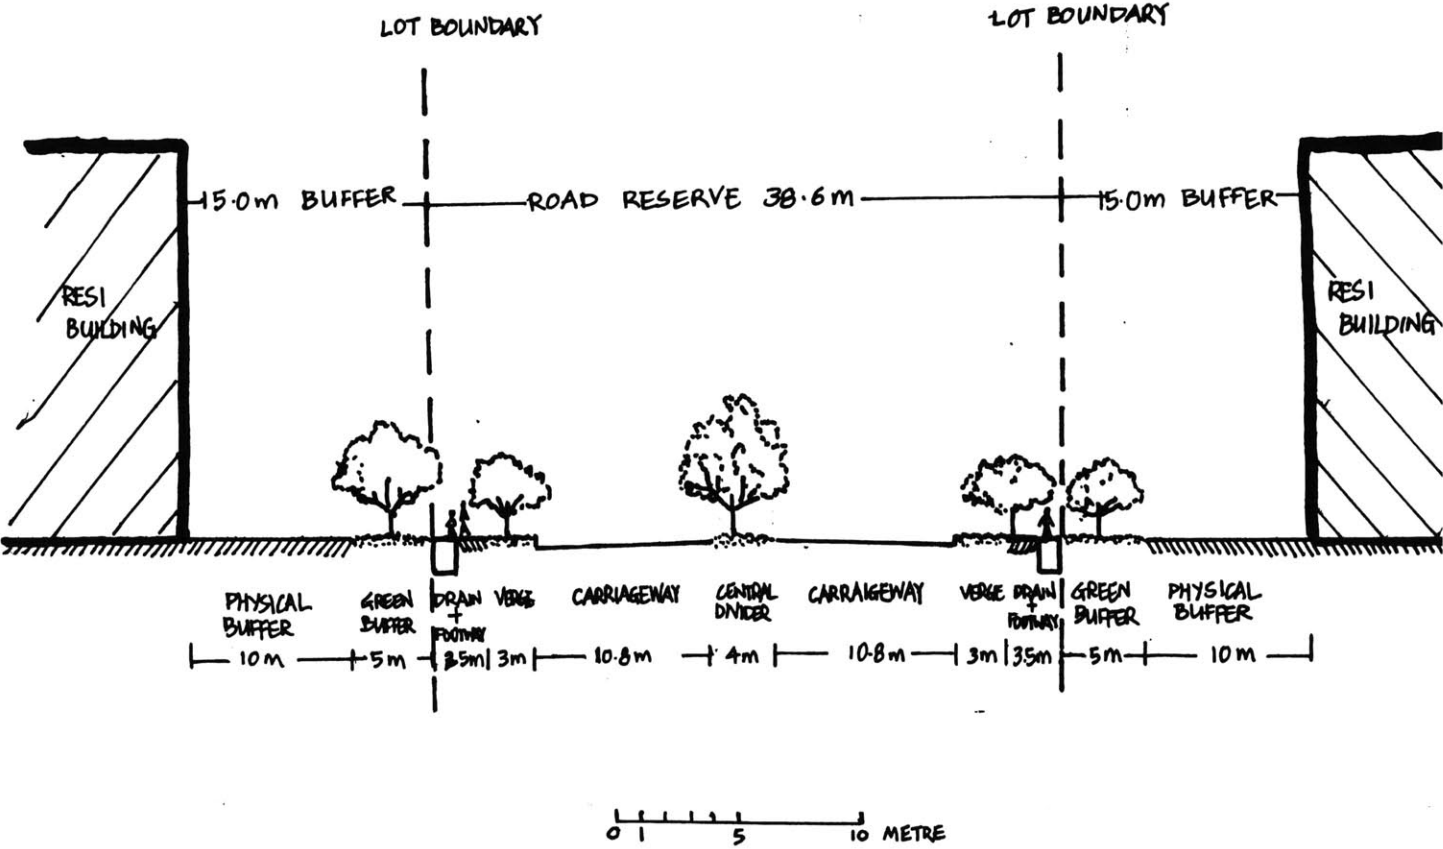 LOT BOUNDARY
LOT BOUNDARY
15.0m BUFFER
ROAD RESERVE 38.6m
15.0m BUFFER
RESI
BUILDING
RESI
BUILDING
PHYSICAL
BUFFER
GREEN
BUFFER
DRAIN
+
FOOTWAY
VERGE
CARRIAGEWAY
CENTRAL
DIVIDER
CARRAIGEWAY
VERGE
DRAIN
+
FOOTWAY
GREEN
BUFFER
PHYSICAL
BUFFER
10m
5m
3.5m
3m
10.8m
4m
10.8m
3m
3.5m
5m
10m
0 1 5 10 METRE